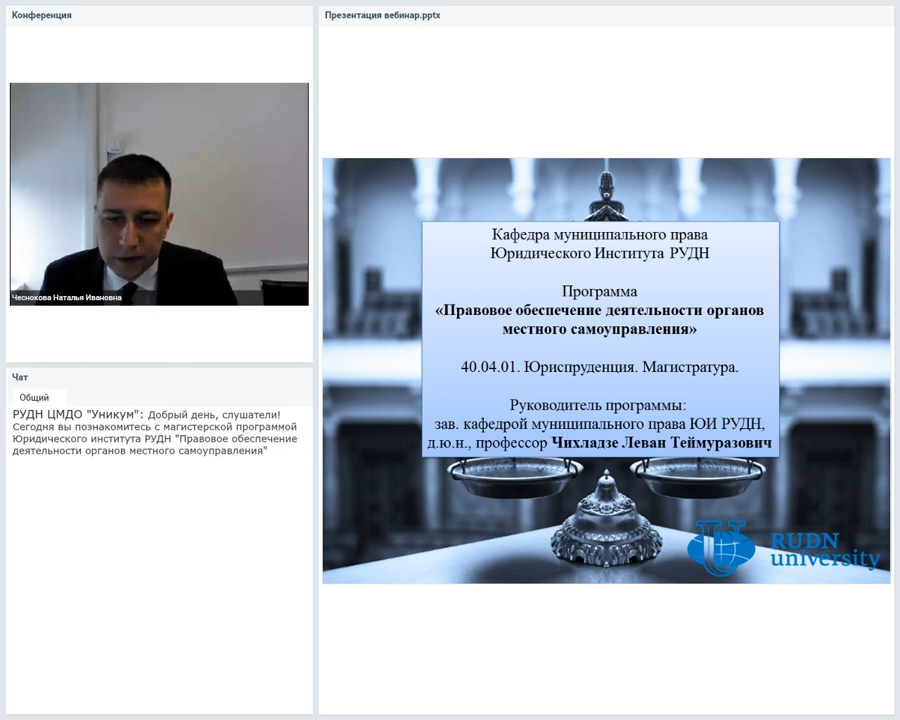 Конференция
Чеснокова Наталья Ивановна
Чат
Общий
РУДН ЦМДО "Уникум": Добрый день, слушатели!
Сегодня вы познакомитесь с магистерской программой
Юридического института РУДН "Правовое обеспечение
деятельности органов местного самоуправления"
Презентация вебинар.pptx
Кафедра муниципального права
Юридического Института РУДН
Программа
«Правовое обеспечение деятельности органов
местного самоуправления»
40.04.01. Юриспруденция. Магистратура.
Руководитель программы:
зав. кафедрой муниципального права ЮИ РУДН,
д.ю.н., профессор Чихладзе Леван Теймуразович
RUDN
university